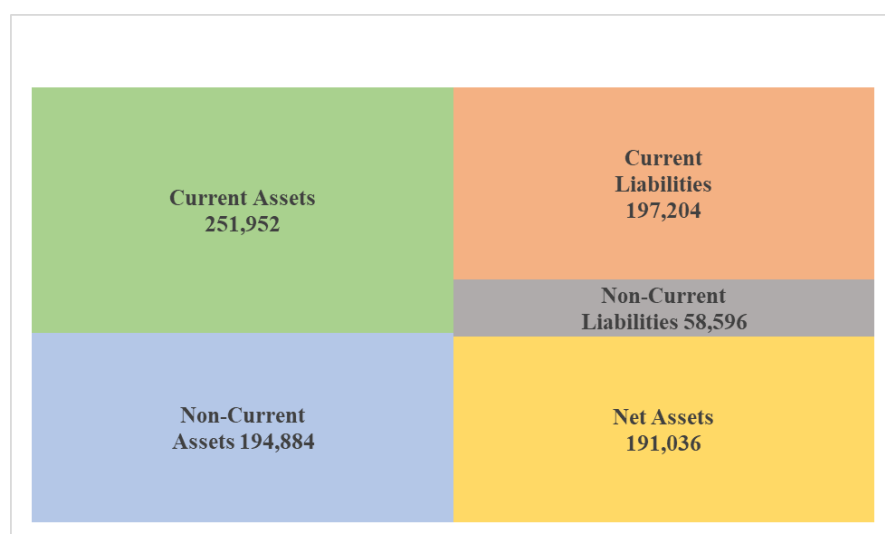 Current Assets
251,952
Current
Liabilities
197,204
Non-Current
Liabilities 58,596
Non-Current
Assets 194,884
Net Assets
191,036